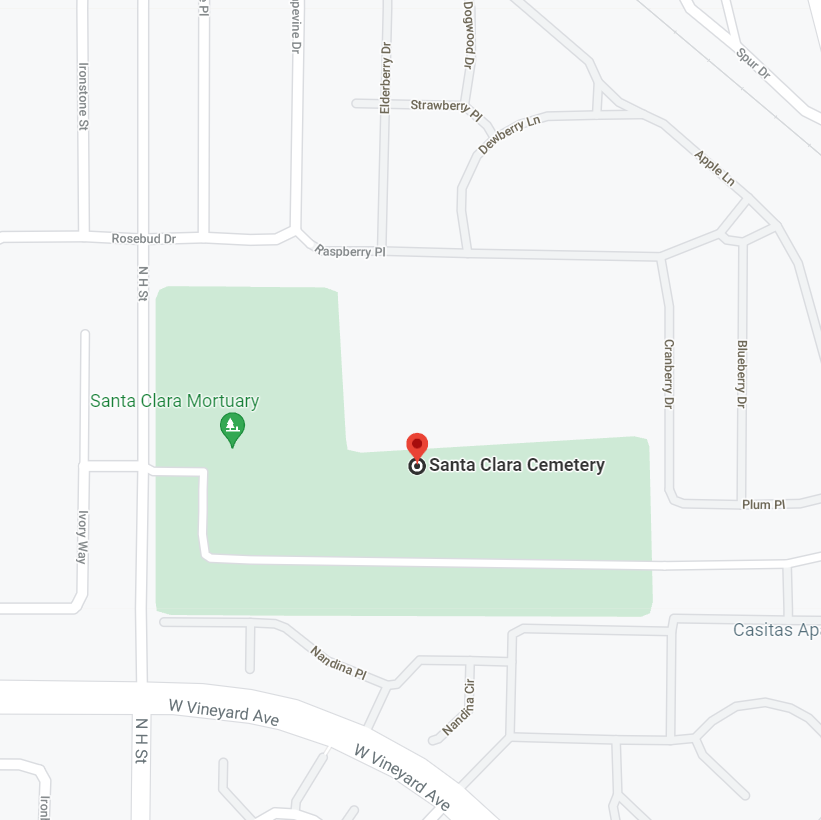 e Pl
apevine Dr
Dogwood Dr
Spur Dr
Ironstone St
Elderberry Dr
Strawberry Pl
Dewberry Ln
Apple Ln
Rosebud Dr
Raspberry Pl
N H St
Cranberry Dr
Blueberry Dr
Santa Clara Mortuary
Santa Clara Cemetery
Plum Pl
Ivory Way
Casitas Ap
Nandina Pl
Nandina Cir
W Vineyard Ave
N H St
W Vineyard Ave
Iron